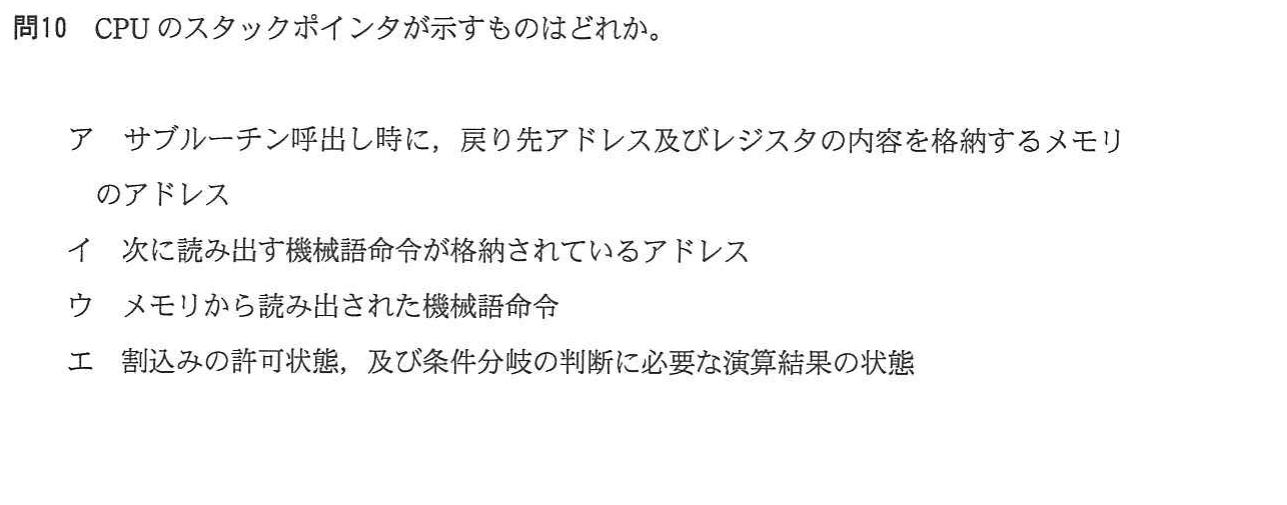 問10　CPU のスタックポインタが示すものはどれか。
ア　サブルーチン呼出し時に，戻り先アドレス及びレジスタの内容を格納するメモリ
のアドレス
イ　次に読み出す機械語命令が格納されているアドレス
ウ　メモリから読み出された機械語命令
エ　割込みの許可状態，及び条件分岐の判断に必要な演算結果の状態